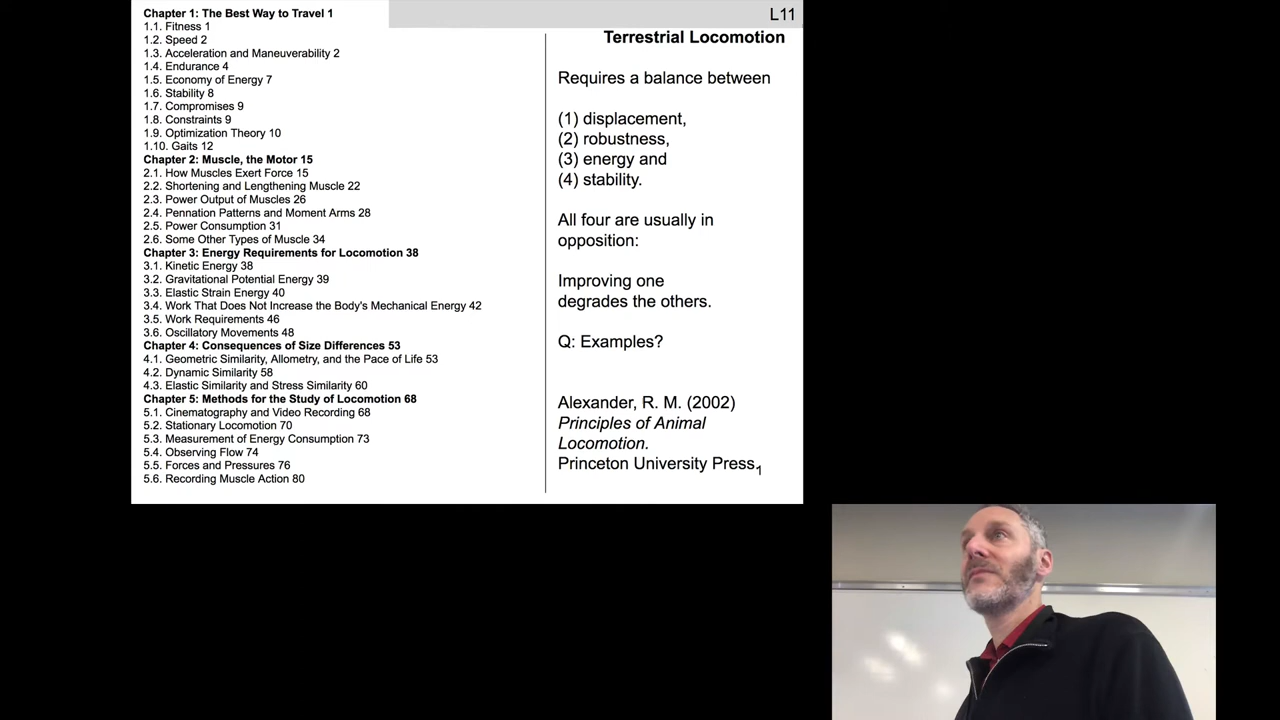 Chapter 1: The Best Way to Travel 1
1.1. Fitness 1
1.2. Speed 2
1.3. Acceleration and Maneuverability 2
1.4. Endurance 4
1.5. Economy of Energy 7
1.6. Stability 8
1.7. Compromises 9
1.8. Constraints 9
1.9. Optimization Theory 10
1.10. Gaits 12
Chapter 2: Muscle, the Motor 15
2.1. How Muscles Exert Force 15
2.2. Shortening and Lengthening Muscle 22
2.3. Power Output of Muscles 26
2.4. Pennation Patterns and Moment Arms 28
2.5. Power Consumption 31
2.6. Some Other Types of Muscle 34
Chapter 3: Energy Requirements for Locomotion 38
3.1. Kinetic Energy 38
3.2. Gravitational Potential Energy 39
3.3. Elastic Strain Energy 40
3.4. Work That Does Not Increase the Body's Mechanical Energy 42
3.5. Work Requirements 46
3.6. Oscillatory Movements 48
Chapter 4: Consequences of Size Differences 53
4.1. Geometric Similarity, Allometry, and the Pace of Life 53
4.2. Dynamic Similarity 58
4.3. Elastic Similarity and Stress Similarity 60
Chapter 5: Methods for the Study of Locomotion 68
5.1. Cinematography and Video Recording 68
5.2. Stationary Locomotion 70
5.3. Measurement of Energy Consumption 73
5.4. Observing Flow 74
5.5. Forces and Pressures 76
5.6. Recording Muscle Action 80
L11
Terrestrial Locomotion
Requires a balance between
(1) displacement,
(2) robustness,
(3) energy and
(4) stability.
All four are usually in
opposition:
Improving one
degrades the others.
Q: Examples?
Alexander, R. M. (2002)
Principles of Animal
Locomotion.
Princeton University Press.
1